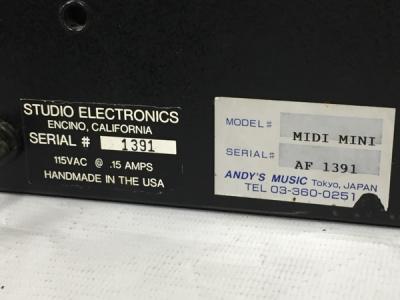 STUDIO ELECTRONICS
ENCINO, CALIFORNIA
SERIAL # 1391
115VAC @ .15 AMPS
HANDMADE IN THE USA
MODEL# MIDI MINI
SERIAL# AF 1391
ANDY'S MUSIC Tokyo, JAPAN
TEL 03-360-0251